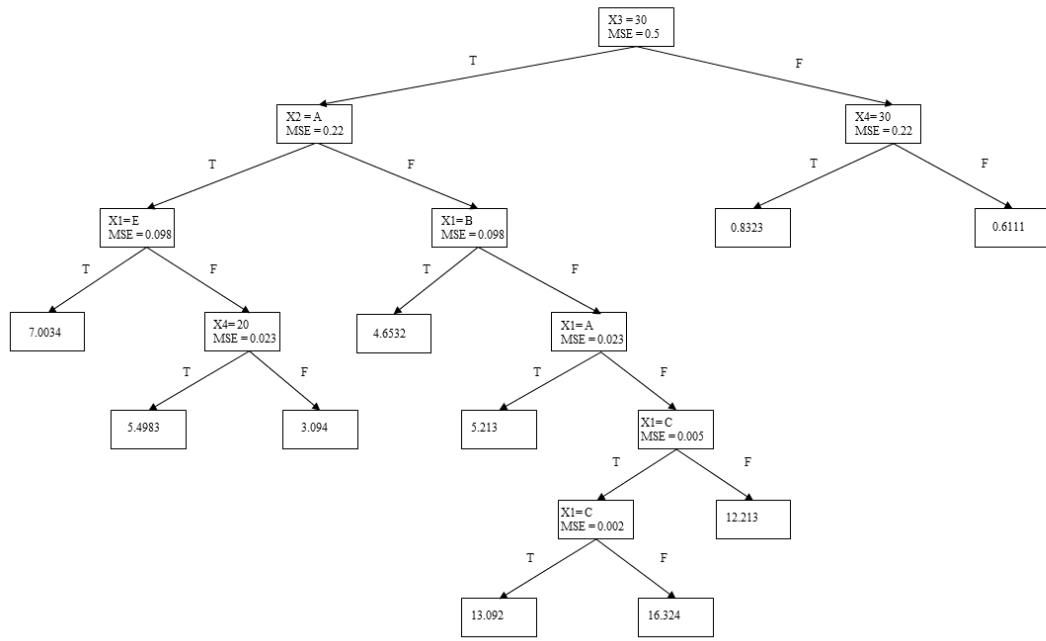 X3 = 30
MSE = 0.5
T
F
X2 = A
MSE = 0.22
X4= 30
MSE = 0.22
T
F
T
F
X1= E
MSE = 0.098
X1= B
MSE = 0.098
0.8323
0.6111
T
F
T
F
7.0034
X4= 20
MSE = 0.023
4.6532
X1= A
MSE = 0.023
T
F
T
F
5.4983
3.094
5.213
X1= C
MSE = 0.005
T
F
X1= C
MSE = 0.002
12.213
T
F
13.092
16.324